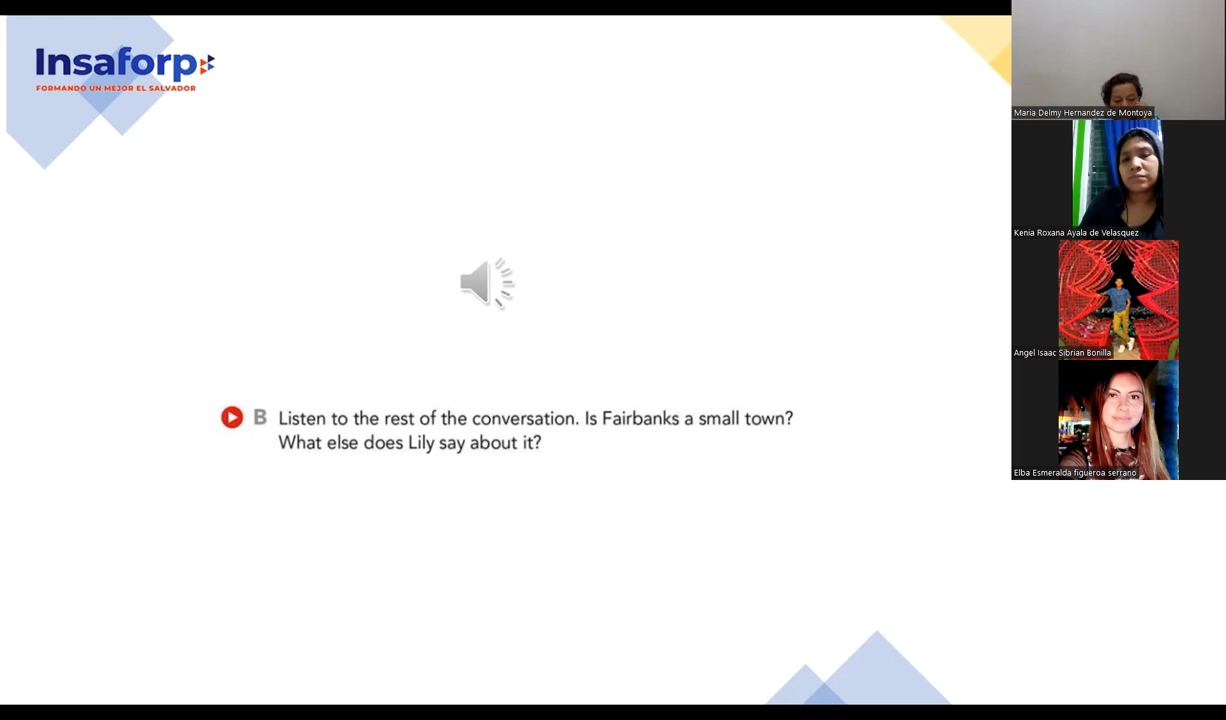 Insaforp
FORMANDO UN MEJOR EL SALVADOR
B Listen to the rest of the conversation. Is Fairbanks a small town?
What else does Lily say about it?
Maria Delmy Hernandez de Montoya
Kenia Roxana Ayala de Velasquez
Angel Isaac Sibrian Bonilla
Elba Esmeralda figueroa serrano